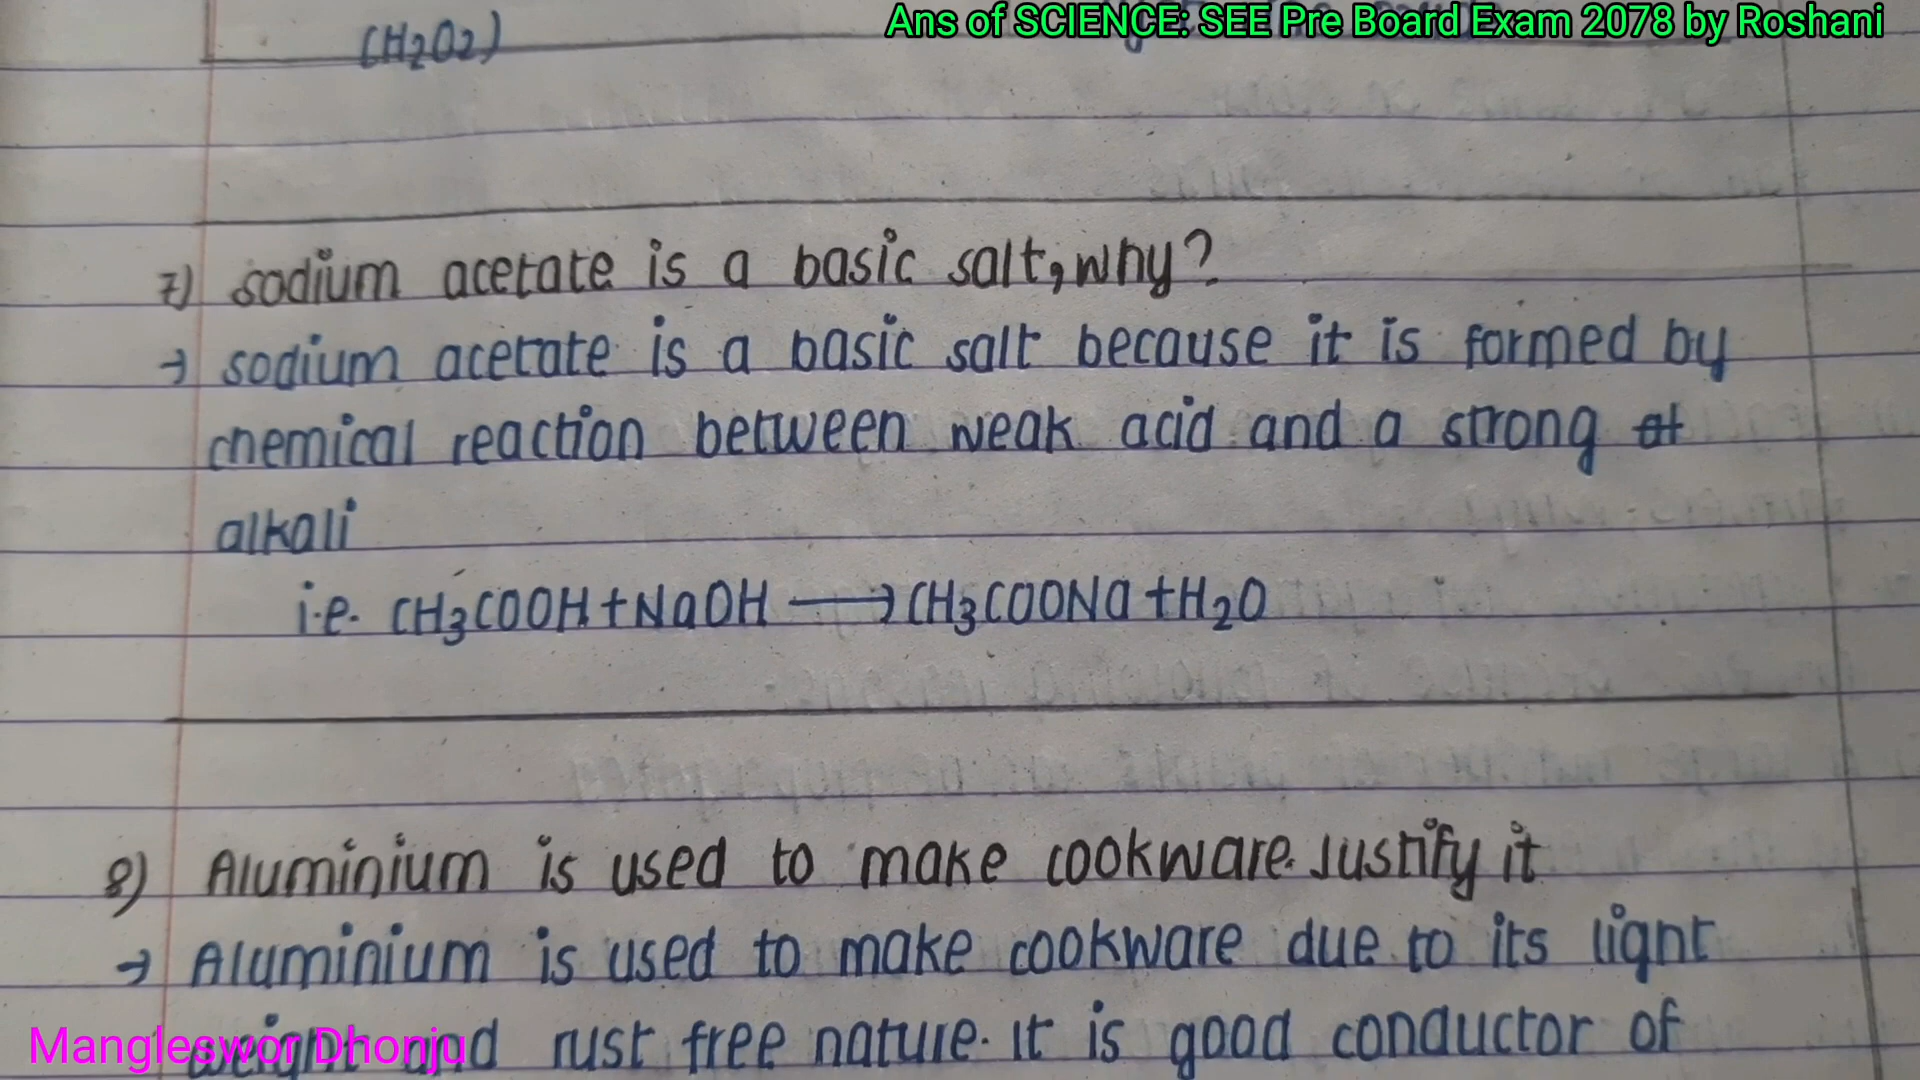 Ans of SCIENCE: SEE Pre Board Exam 2078 by Roshani
(H2O2)
7) sodium acetate is a basic salt, why?
→ sodium acetate is a basic salt because it is formed by
chemical reaction between weak acid and a strong
alkali
i.e. CH3COOH + NaOH ⟶ CH3COONa + H2O
8) Aluminium is used to make cookware. Justify it
→ Aluminium is used to make cookware due to its light
weight and rust free nature. It is good conductor of
Mangleswor Dhonju